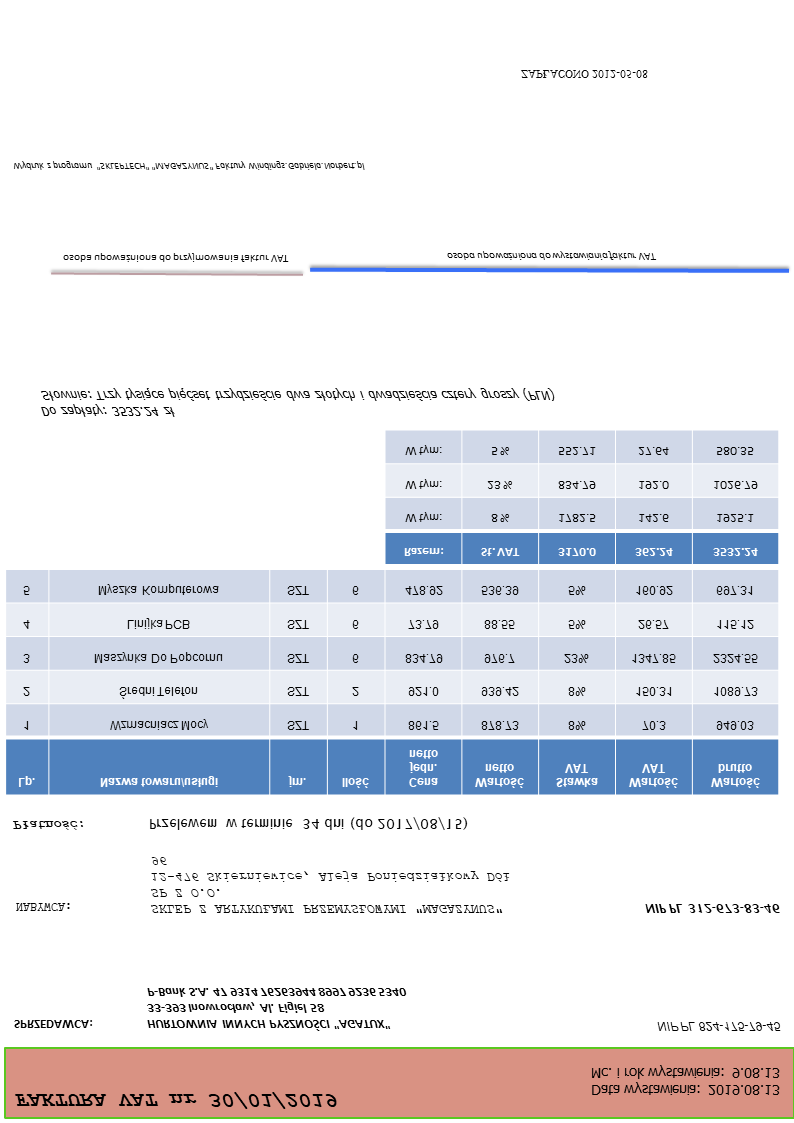 FAKTURA VAT nr 30/01/2019
Data wystawienia: 2019.08.13
Mc. i rok wystawienia: 9.08.13
SPRZEDAWCA: HURTOWNIA INNYCH PYSZNOŚCI "AGATUX" NIP PL 824-175-79-45
33-393 Inowrocław, Al. Figiel 58
P-Bank S.A. 47 9314 7626 3944 8997 9236 5340
NABYWCA: SKLEP Z ARTYKUŁAMI PRZEMYSŁOWYMI "MAGAZYNUS" NIP PL 312-673-83-46
SP Z O.O.
12-476 Skierniewice, Aleja Poniedziałkowy Dół
96
Płatność: Przelewem w terminie 34 dni (do 2017/08/15)
Lp. Nazwa towaru/usługi jm. Ilość Cena jedn. netto Wartość netto Stawka VAT Wartość VAT Wartość brutto
1 Wzmacniacz Mocy SZT 1 861.5 878.73 8% 70.3 949.03
2 Średni Telefon SZT 2 921.0 939.42 8% 150.31 1089.73
3 Maszynka Do Popcornu SZT 6 834.79 976.7 23% 1347.85 2324.55
4 Linijka PCB SZT 6 73.79 88.55 5% 26.57 115.12
5 Myszka Komputerowa SZT 6 478.92 536.39 5% 160.92 697.31
Razem: St.VAT 3170.0 362.24 3532.24
W tym: 8% 1782.5 142.6 1925.1
W tym: 23% 834.79 192.0 1026.79
W tym: 5% 552.71 27.64 580.35
Do zapłaty: 3532.24 zł
Słownie: Trzy tysiące pięćset trzydzieście dwa złotych i dwadzieścia cztery groszy (PLN)
osoba upoważniona do przyjmowania faktur VAT
osoba upoważniona do wystawiania faktur VAT
Wydruk z programu "SKLEPTECH" "MAGAZYNUS" Faktury Windings.Gabriela.Norbert.pl
ZAPŁACONO 2012-05-08